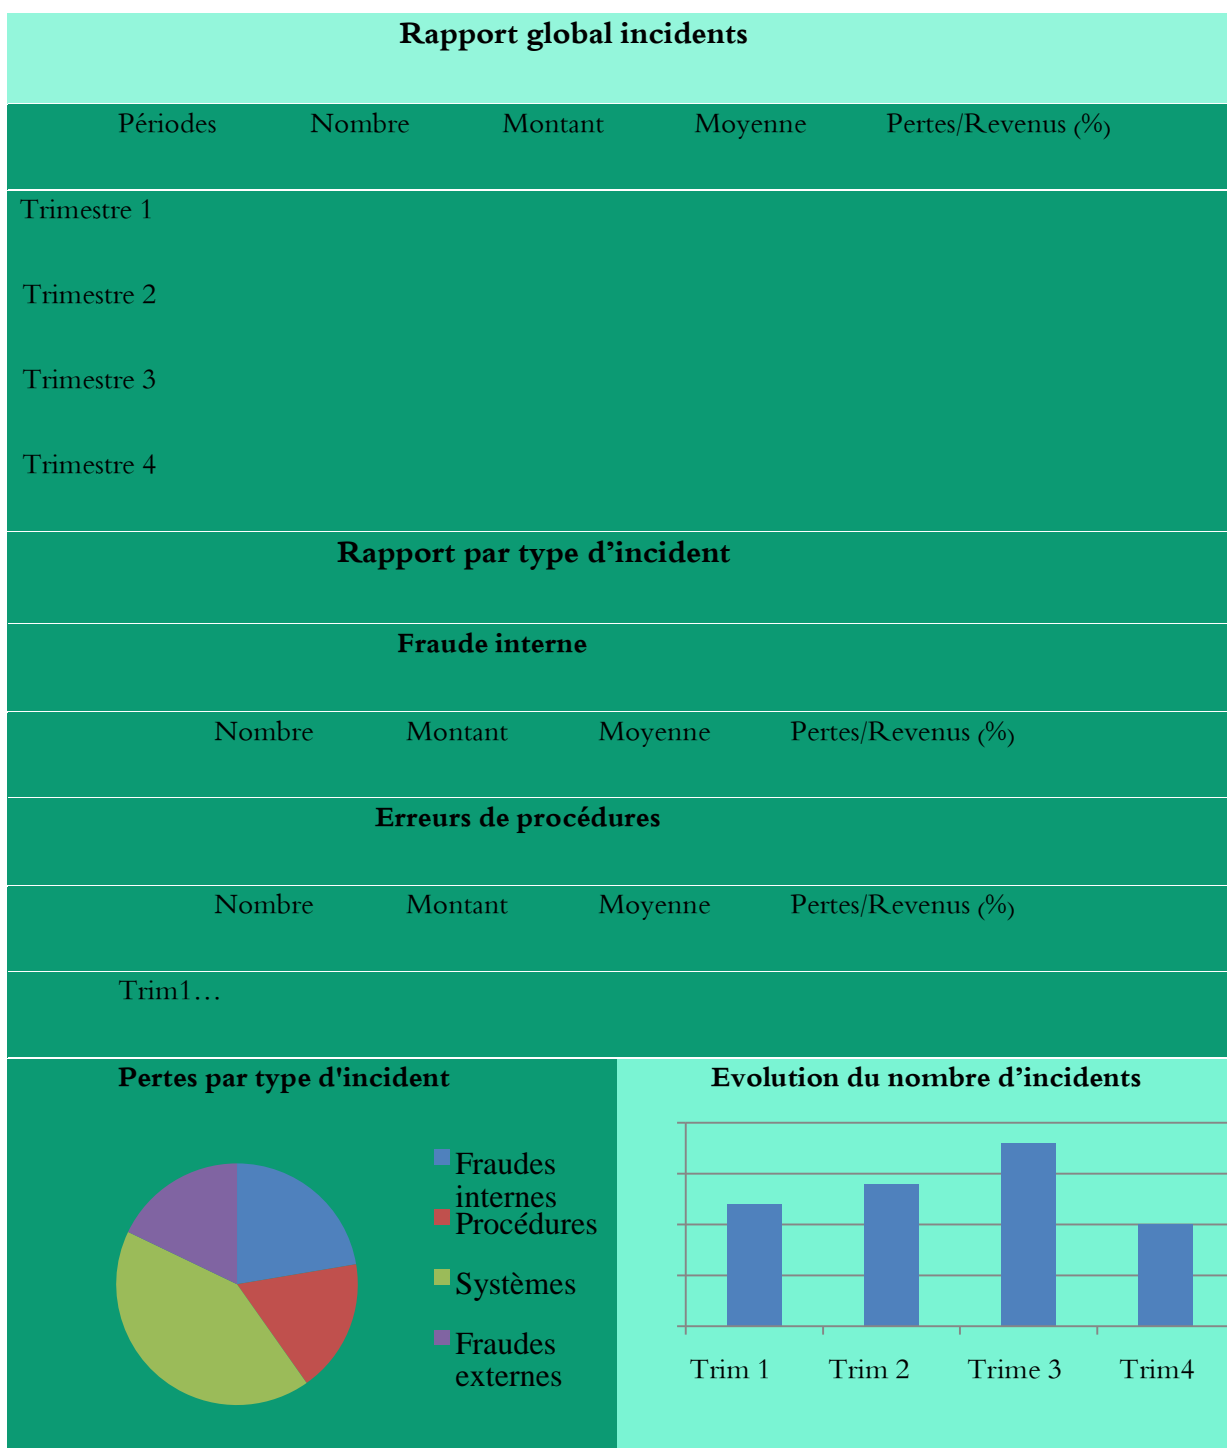 Rapport global incidents
Périodes Nombre Montant Moyenne Pertes/Revenus (%)
Trimestre 1
Trimestre 2
Trimestre 3
Trimestre 4
Rapport par type d’incident
Fraude interne
Nombre Montant Moyenne Pertes/Revenus (%)
Erreurs de procédures
Nombre Montant Moyenne Pertes/Revenus (%)
Trim1…
Pertes par type d'incident
Fraudes
internes
Procédures
Systèmes
Fraudes
externes
Evolution du nombre d’incidents
Trim 1 Trim 2 Trime 3 Trim4